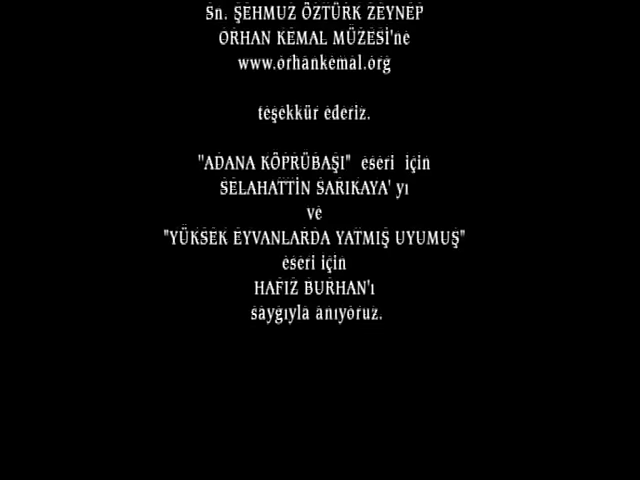 Sn. ŞEHMUZ ÖZTÜRK ZEYNEP
ORHAN KEMAL MÜZESİ'ne
www.orhankemal.org
teşekkür ederiz.
"ADANA KÖPRÜBAŞI" eseri için
SELAHATTİN SARIKAYA' yı
ve
"YÜKSEK EYVANLARDA YATMIŞ UYUMUŞ"
eseri için
HAFIZ BURHAN'ı
saygıyla anıyoruz.